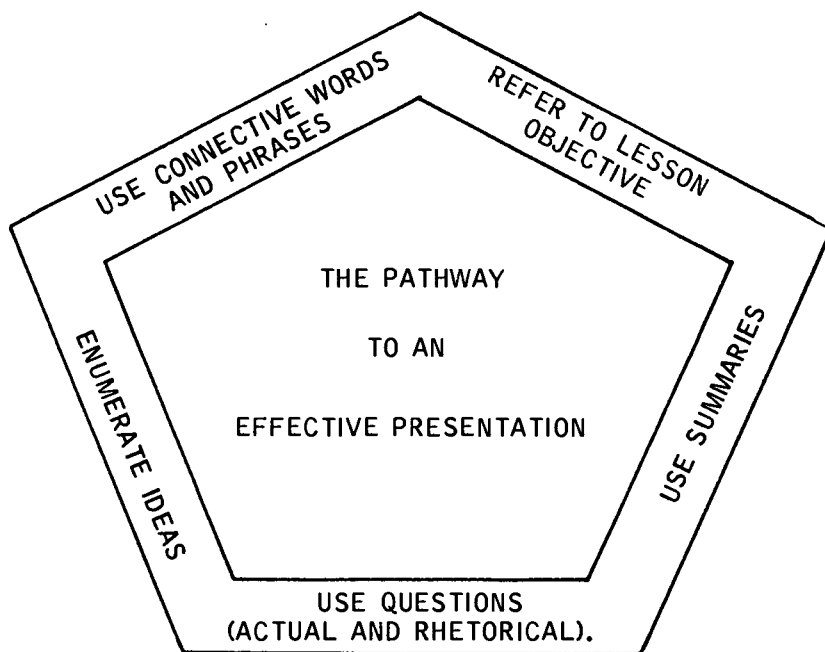 USE CONNECTIVE WORDS
AND PHRASES
REFER TO LESSON
OBJECTIVE
THE PATHWAY
TO AN
EFFECTIVE PRESENTATION
ENUMERATE IDEAS
USE SUMMARIES
USE QUESTIONS
(ACTUAL AND RHETORICAL).